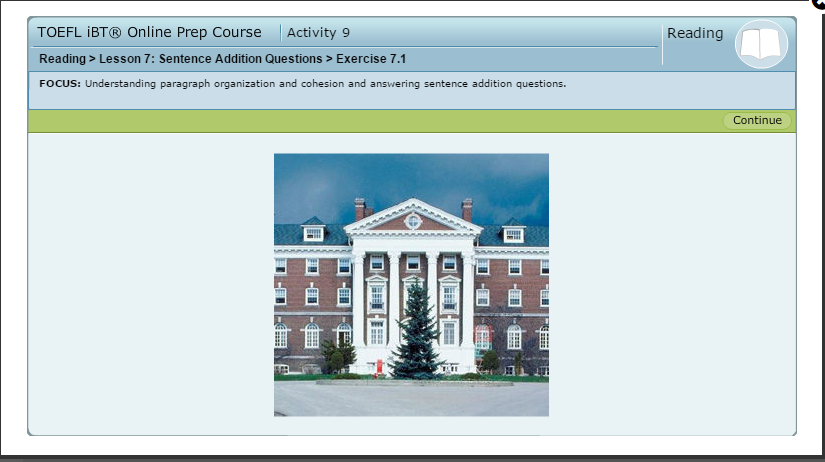 TOEFL iBT® Online Prep Course Activity 9
Reading
Reading > Lesson 7: Sentence Addition Questions > Exercise 7.1
FOCUS: Understanding paragraph organization and cohesion and answering sentence addition questions.
Continue